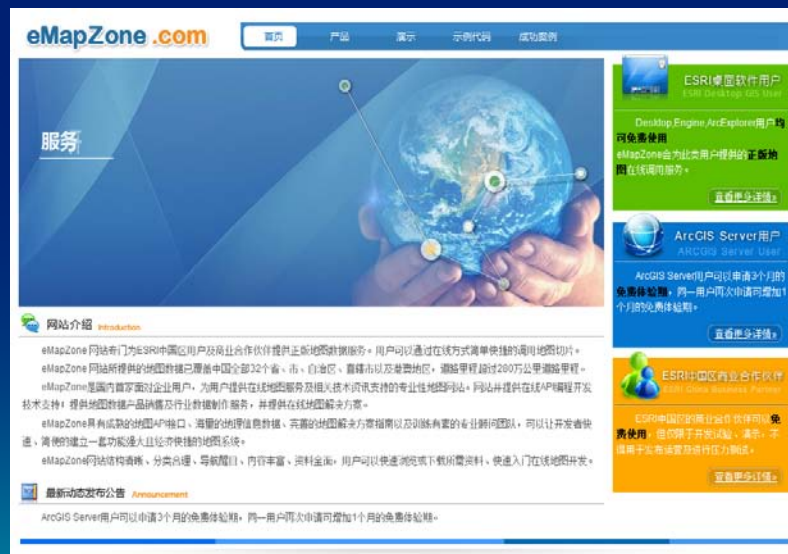 eMapZone.com
首页 产品 演示 示例代码 成功案例
服务
网站介绍 Introduction
eMapZone 网站专门为ESRI中国区用户及商业合作伙伴提供正版地图数据服务。用户可以通过在线方式简单快捷的调用地图切片。
eMapZone 网站所提供的地图数据已覆盖中国全部32个省、市、自治区、直辖市以及港澳地区，道路里程超过200万公里道路里程。
eMapZone是国内首家面对企业用户，为用户提供在线地图服务及相关技术资讯支持的专业性地图网站。网站并提供在线API编程开发
技术支持！提供地图数据产品销售及行业数据制作服务，并提供在线地图解决方案。
eMapZone具有成熟的地图API接口、海量的地理信息数据、完善的地图解决方案指南以及训练有素的专业顾问团队，可以让开发者快
速、简便的建立一套功能强大且经济快捷的地图系统。
eMapZone网站结构清晰、分类合理、导航醒目、内容丰富、资料全面，用户可以快速浏览或下载所需资料、快速入门在线地图开发。
最新动态发布公告 Announcement
ArcGIS Server用户可以申请3个月的免费体验期，同一用户两次申请可增加1个月的免费体验期。
ESRI桌面软件用户
ESRI Desktop GIS User
Desktop,Engine,ArcExplorer用户均
可免费使用
eMapZone会为此类用户提供的正版地
图在线调用服务。
查看更多详情»
ArcGIS Server用户
ARCGIS Server User
ArcGIS Server用户可以申请3个月的
免费体验期，同一用户两次申请可增加1
个月的免费体验期。
查看更多详情»
ESRI中国区商业合作伙伴
ESRI China Business Partner
ESRI中国区的商业合作伙伴可以免
费使用，但仅限于开发试验、演示，不
得用于发布运营及进行压力测试。
查看更多详情»